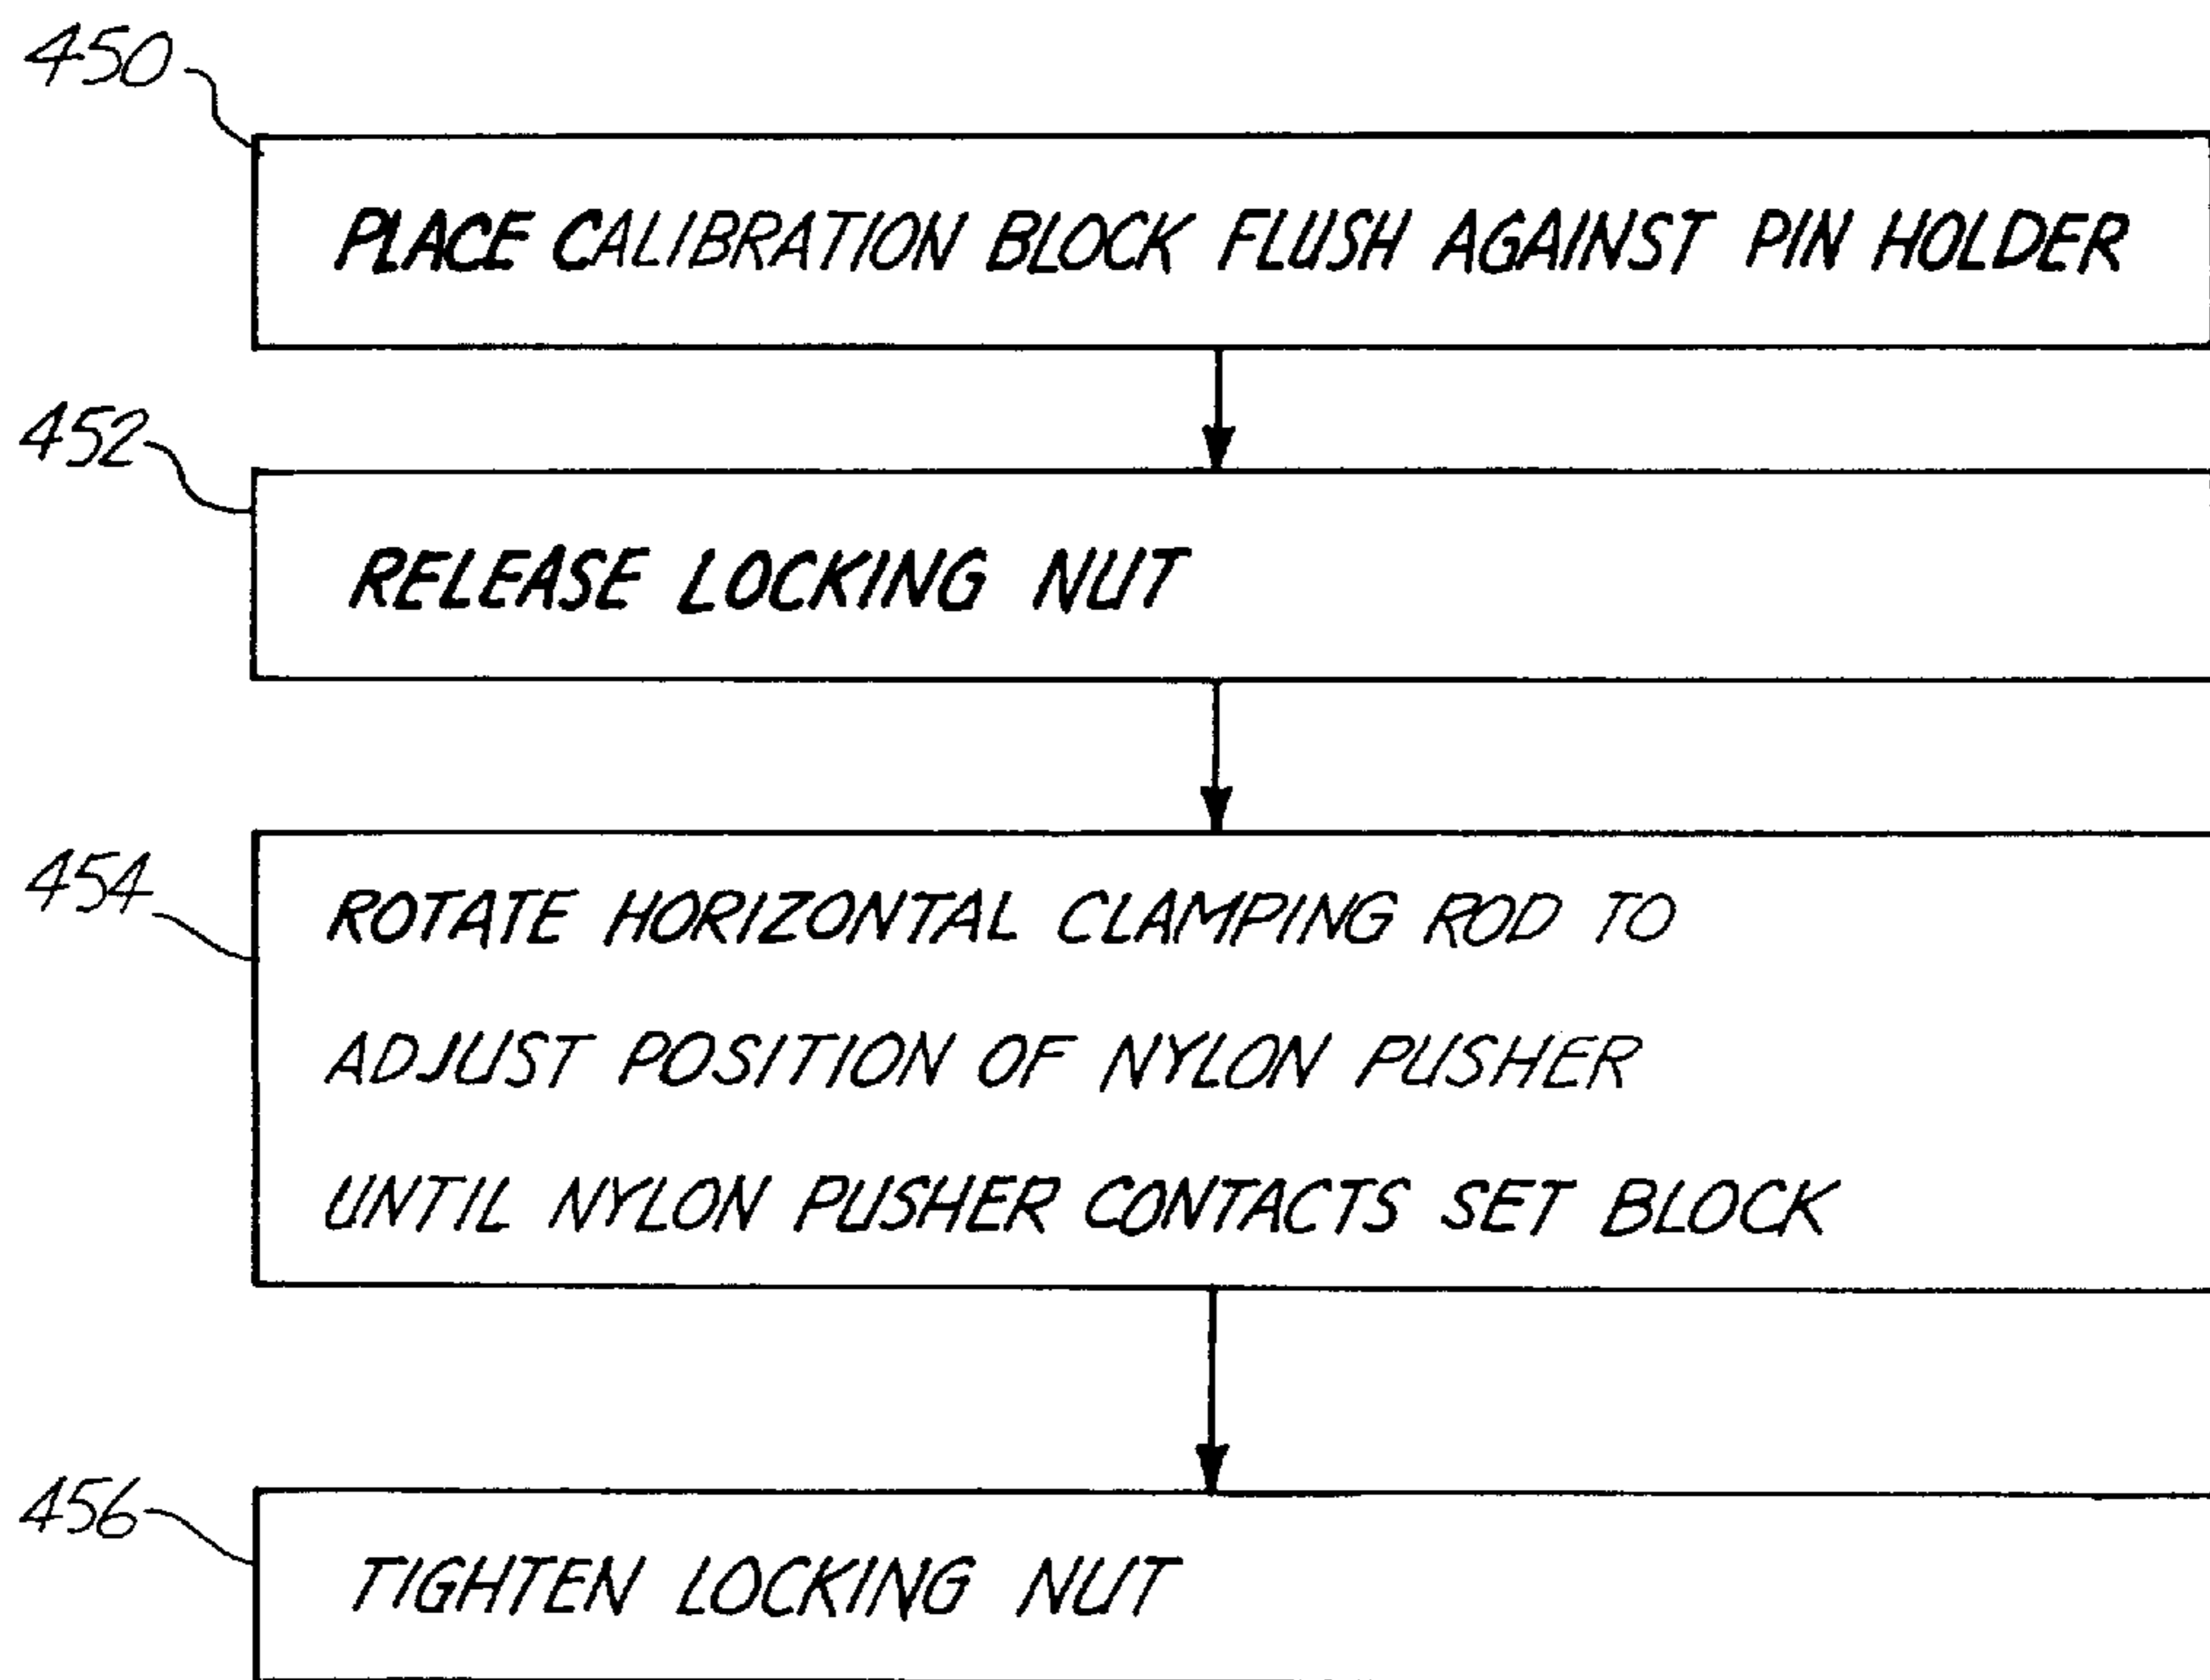 450
PLACE CALIBRATION BLOCK FLUSH AGAINST PIN HOLDER
452
RELEASE LOCKING NUT
454
ROTATE HORIZONTAL CLAMPING ROD TO
ADJUST POSITION OF NYLON PUSHER
UNTIL NYLON PUSHER CONTACTS SET BLOCK
456
TIGHTEN LOCKING NUT